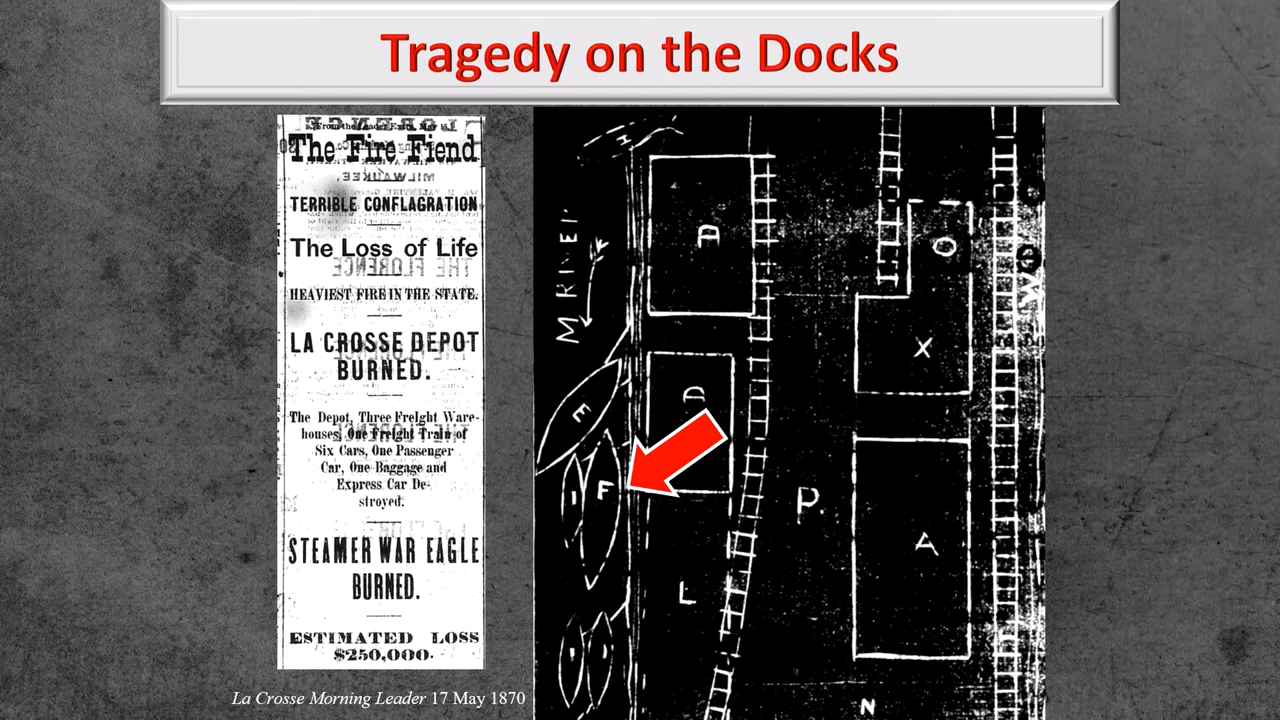 Tragedy on the Docks
The Fire Fiend
TERRIBLE CONFLAGRATION
The Loss of Life
HEAVIEST FIRE IN THE STATE.
LA CROSSE DEPOT
BURNED.
The Depot, Three Freight Ware-
houses, One Freight Train of
Six Cars, One Passenger
Car, One Baggage and
Express Car De-
stroyed.
STEAMER WAR EAGLE
BURNED.
ESTIMATED LOSS
$250,000.
La Crosse Morning Leader 17 May 1870
H
M RIVER
A
O
X
E
F
I
P.
A
L
N